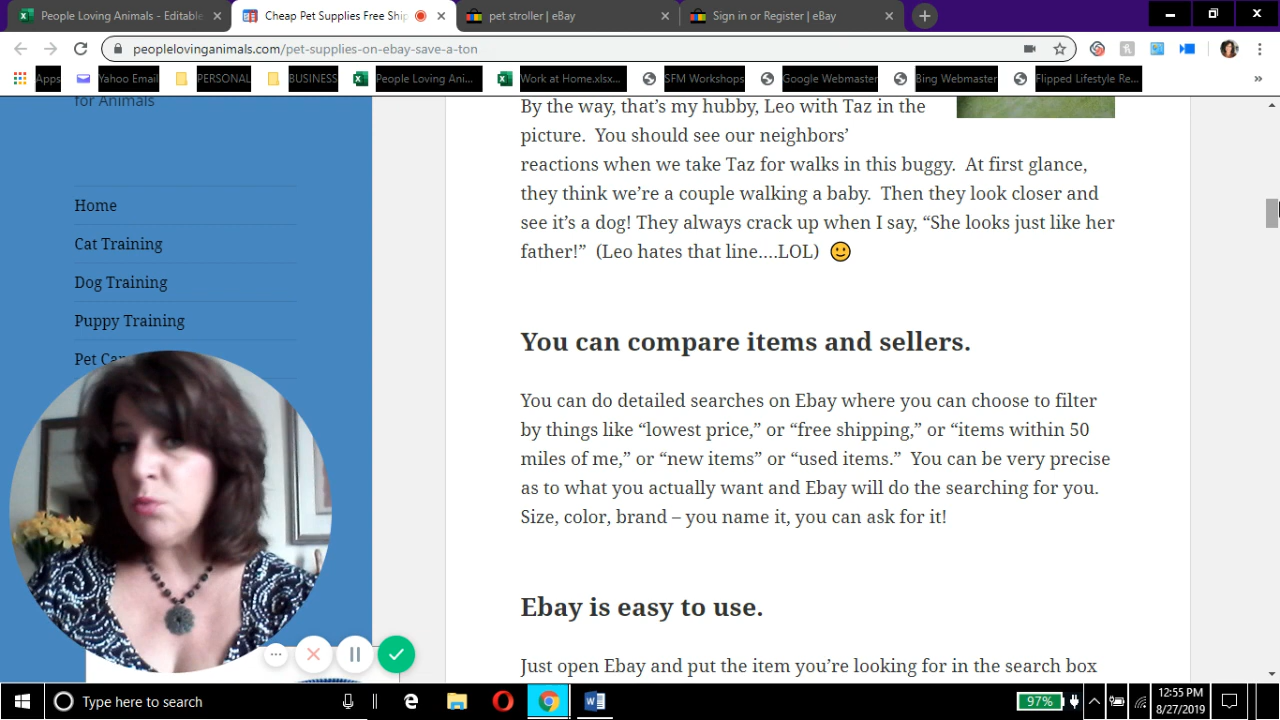 People Loving Animals - Editable
Cheap Pet Supplies Free Ship
pet stroller | eBay
Sign in or Register | eBay
peoplelovinganimals.com/pet-supplies-on-ebay-save-a-ton
Apps
Yahoo Email
PERSONAL
BUSINESS
People Loving Ani...
Work at Home.xlsx...
SFM Workshops
Google Webmaster
Bing Webmaster
Flipped Lifestyle Re...
»
for Animals
Home
Cat Training
Dog Training
Puppy Training
Pet Car
By the way, that’s my hubby, Leo with Taz in the
picture.  You should see our neighbors’
reactions when we take Taz for walks in this buggy.  At first glance,
they think we’re a couple walking a baby.  Then they look closer and
see it’s a dog! They always crack up when I say, “She looks just like her
father!”  (Leo hates that line….LOL) 🙂
You can compare items and sellers.
You can do detailed searches on Ebay where you can choose to filter
by things like “lowest price,” or “free shipping,” or “items within 50
miles of me,” or “new items” or “used items.”  You can be very precise
as to what you actually want and Ebay will do the searching for you.
Size, color, brand – you name it, you can ask for it!
Ebay is easy to use.
Just open Ebay and put the item you’re looking for in the search box
Type here to search
97%
12:55 PM
8/27/2019